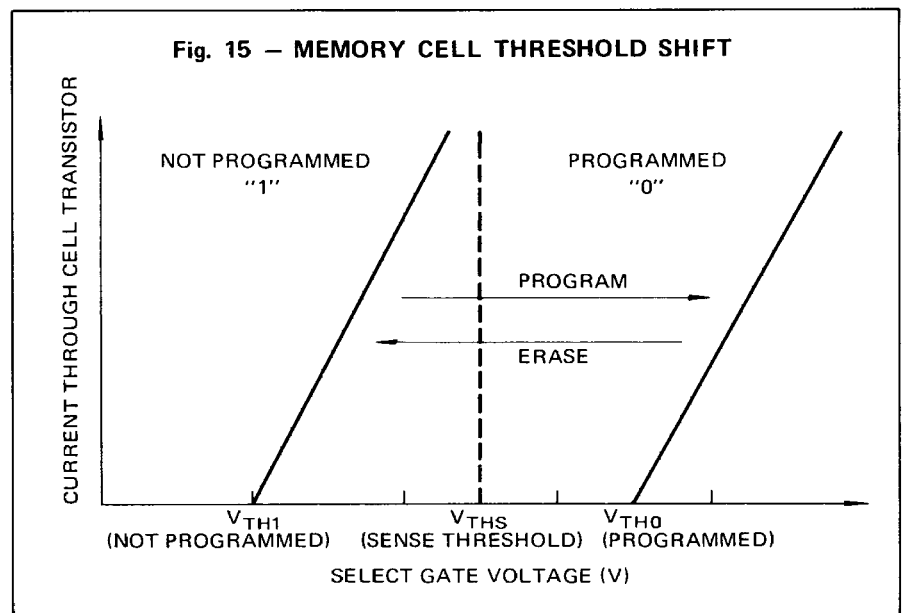 Fig. 15 – MEMORY CELL THRESHOLD SHIFT
CURRENT THROUGH CELL TRANSISTOR
NOT PROGRAMMED
"1"
PROGRAMMED
"0"
PROGRAM
ERASE
VTH1 VTHS VTH0
(NOT PROGRAMMED) (SENSE THRESHOLD) (PROGRAMMED)
SELECT GATE VOLTAGE (V)